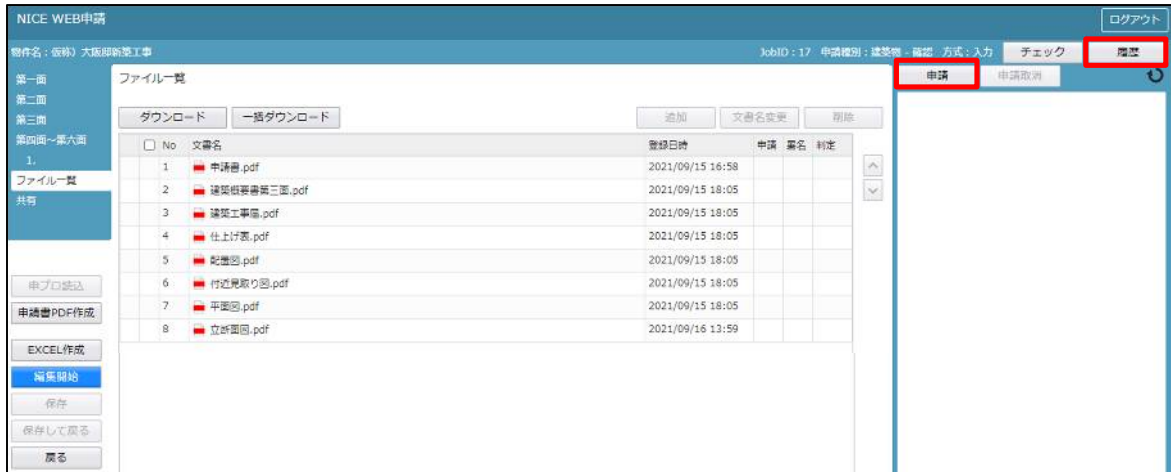 NICE WEB申請
ログアウト
物件名：仮称）大阪邸新築工事
JobID：17 申請種別：建築物 - 確認 方式：入力
チェック
履歴
第一面
第二面
第三面
第四面～第六面
1.
ファイル一覧
共有
申プロ読込
申請書PDF作成
EXCEL作成
編集開始
保存
保存して戻る
戻る
ファイル一覧
ダウンロード 一括ダウンロード 追加 文書名変更 削除
No 文書名 登録日時 申請 署名 判定
1 申請書.pdf 2021/09/15 16:58
2 建築概要書第三面.pdf 2021/09/15 18:05
3 建築工事届.pdf 2021/09/15 18:05
4 仕上げ表.pdf 2021/09/15 18:05
5 配置図.pdf 2021/09/15 18:05
6 付近見取り図.pdf 2021/09/15 18:05
7 平面図.pdf 2021/09/15 18:05
8 立断面図.pdf 2021/09/16 13:59
申請 申請取消